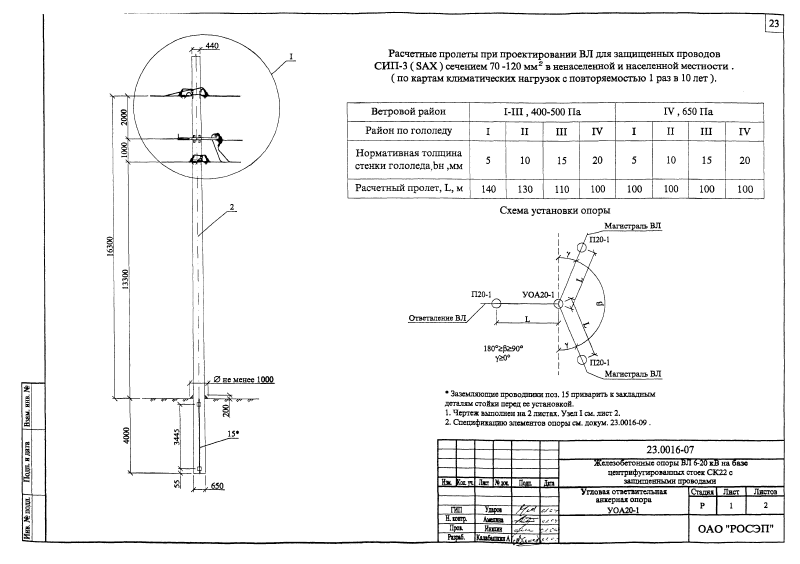 23
440
1
2000
1000
2
16300
13300
Ø не менее 1000
200
4000
3445
15*
55
650
Расчетные пролеты при проектировании ВЛ для защищенных проводов
СИП-3 ( SAX ) сечением 70 -120 мм² в ненаселенной и населенной местности .
( по картам климатических нагрузок с повторяемостью 1 раз в 10 лет ).
Ветровой район I-III , 400-500 Па IV , 650 Па
Район по гололеду I II III IV I II III IV
Нормативная толщина
стенки гололеда,bн ,мм 5 10 15 20 5 10 15 20
Расчетный пролет, L, м 140 130 110 100 100 100 100 100
Схема установки опоры
Магистраль ВЛ
П20-1
γ
L
П20-1
УОА20-1
β
Ответвление ВЛ
L
L
γ
180°≥β≥90°
γ≥0°
П20-1
Магистраль ВЛ
* Заземляющие проводники поз. 15 приварить к закладным
деталям стойки перед ее установкой.
1. Чертеж выполнен на 2 листах. Узел I см. лист 2.
2. Спецификацию элементов опоры см. докум. 23.0016-09 .
23.0016-07
Железобетонные опоры ВЛ 6-20 кВ на базе
центрифугированных стоек СК22 с
защищенными проводами
Изм. Кол. уч. Лист № док. Подп. Дата
Угловая ответвительная
анкерная опора
УОА20-1
Стадия Лист Листов
Р 1 2
ГИП Ударов
Н. контр. Амелина
Пров.
Разраб. Калабашкин А
ОАО "РОСЭП"
Взам. инв. №
Подп. и дата
Инв. № подл.